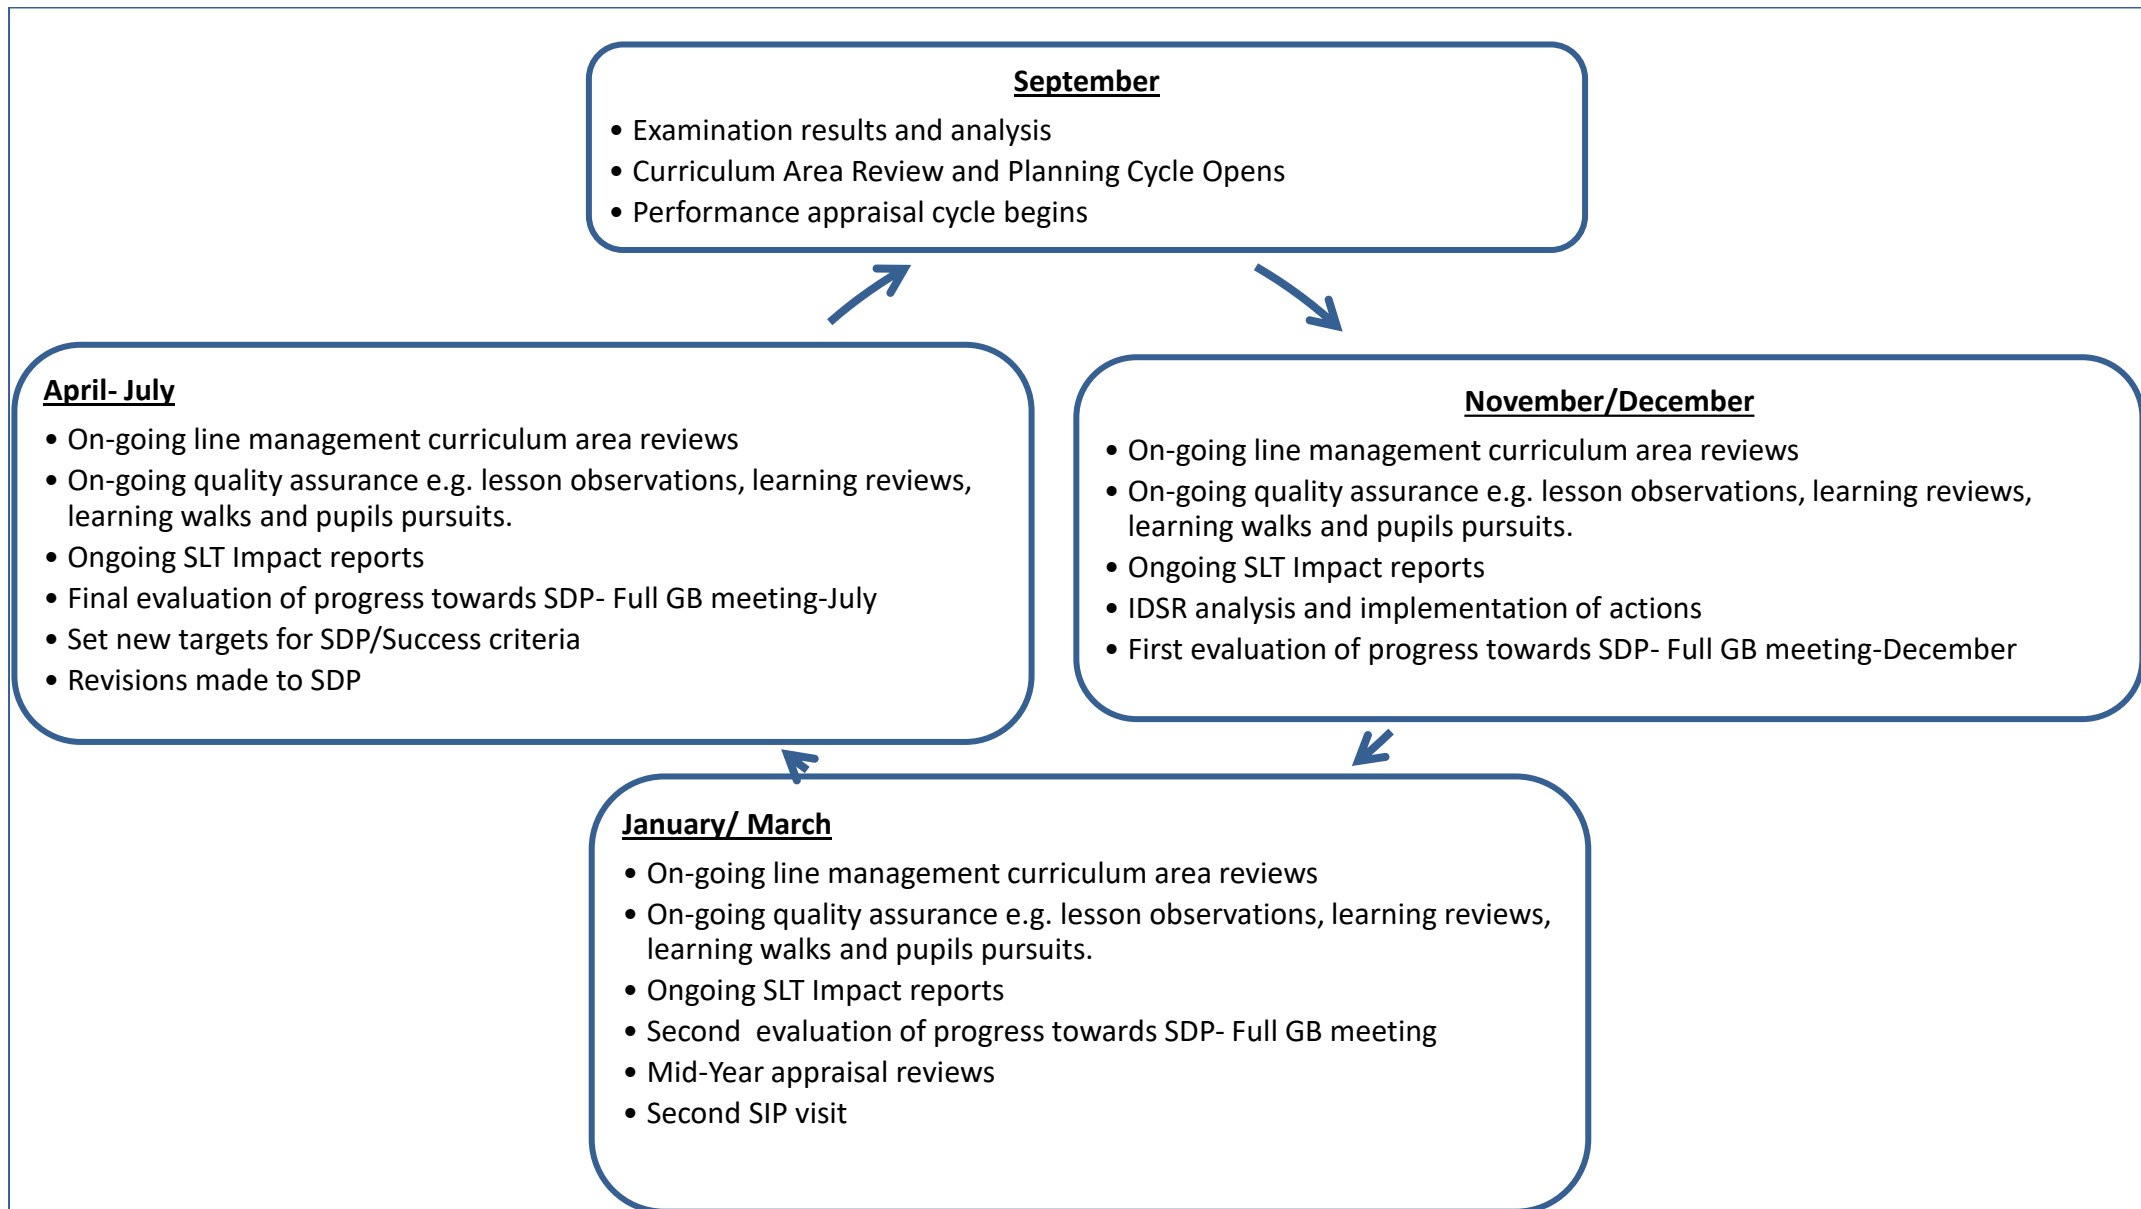 September
• Examination results and analysis
• Curriculum Area Review and Planning Cycle Opens
• Performance appraisal cycle begins
November/December
• On-going line management curriculum area reviews
• On-going quality assurance e.g. lesson observations, learning reviews,
learning walks and pupils pursuits.
• Ongoing SLT Impact reports
• IDSR analysis and implementation of actions
• First evaluation of progress towards SDP- Full GB meeting-December
January/ March
• On-going line management curriculum area reviews
• On-going quality assurance e.g. lesson observations, learning reviews,
learning walks and pupils pursuits.
• Ongoing SLT Impact reports
• Second  evaluation of progress towards SDP- Full GB meeting
• Mid-Year appraisal reviews
• Second SIP visit
April- July
• On-going line management curriculum area reviews
• On-going quality assurance e.g. lesson observations, learning reviews,
learning walks and pupils pursuits.
• Ongoing SLT Impact reports
• Final evaluation of progress towards SDP- Full GB meeting-July
• Set new targets for SDP/Success criteria
• Revisions made to SDP